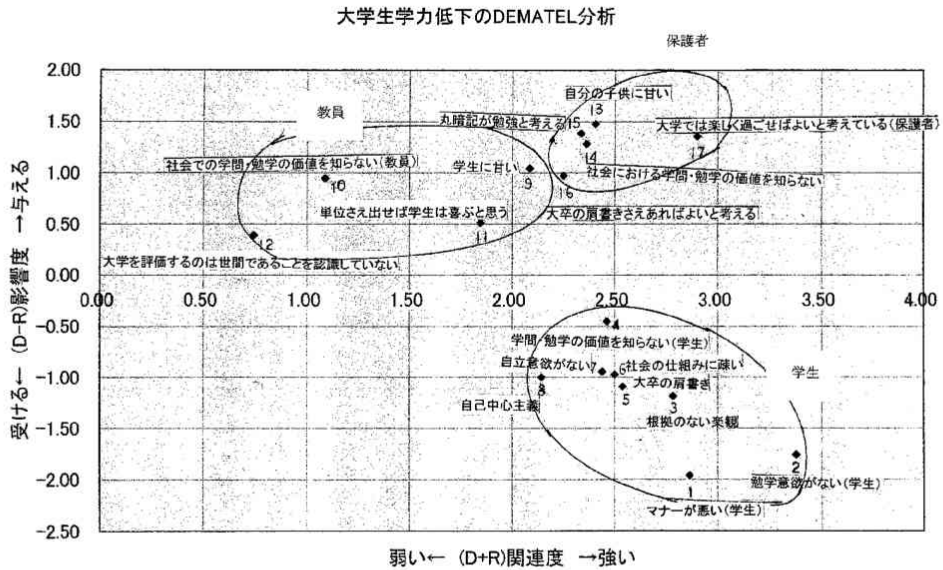 大学生学力低下のDEMATEL分析
保護者
2.00
自分の子供に甘い
13
教員
1.50
丸暗記が勉強と考える
15
大学では楽しく過ごせばよいと考えている(保護者)
17
14
社会での学問・勉学の価値を知らない(教員)
学生に甘い
社会における学問・勉学の価値を知らない
1.00
10
9
16
単位さえ出せば学生は喜ぶと思う
大卒の肩書きさえあればよいと考える
0.50
11
12
大学を評価するのは世間であることを認識していない
0.00
0.00 0.50 1.00 1.50 2.00 2.50 3.00 3.50 4.00
-0.50
4
学問・勉学の価値を知らない(学生)
自立意欲がない
7
6
社会の仕組みに疎い
学生
-1.00
8
5
大卒の肩書き
3
自己中心主義
根拠のない楽観
-1.50
2
勉学意欲がない(学生)
-2.00
1
マナーが悪い(学生)
-2.50
受ける← (D-R)影響度 →与える
弱い← (D+R)関連度 →強い